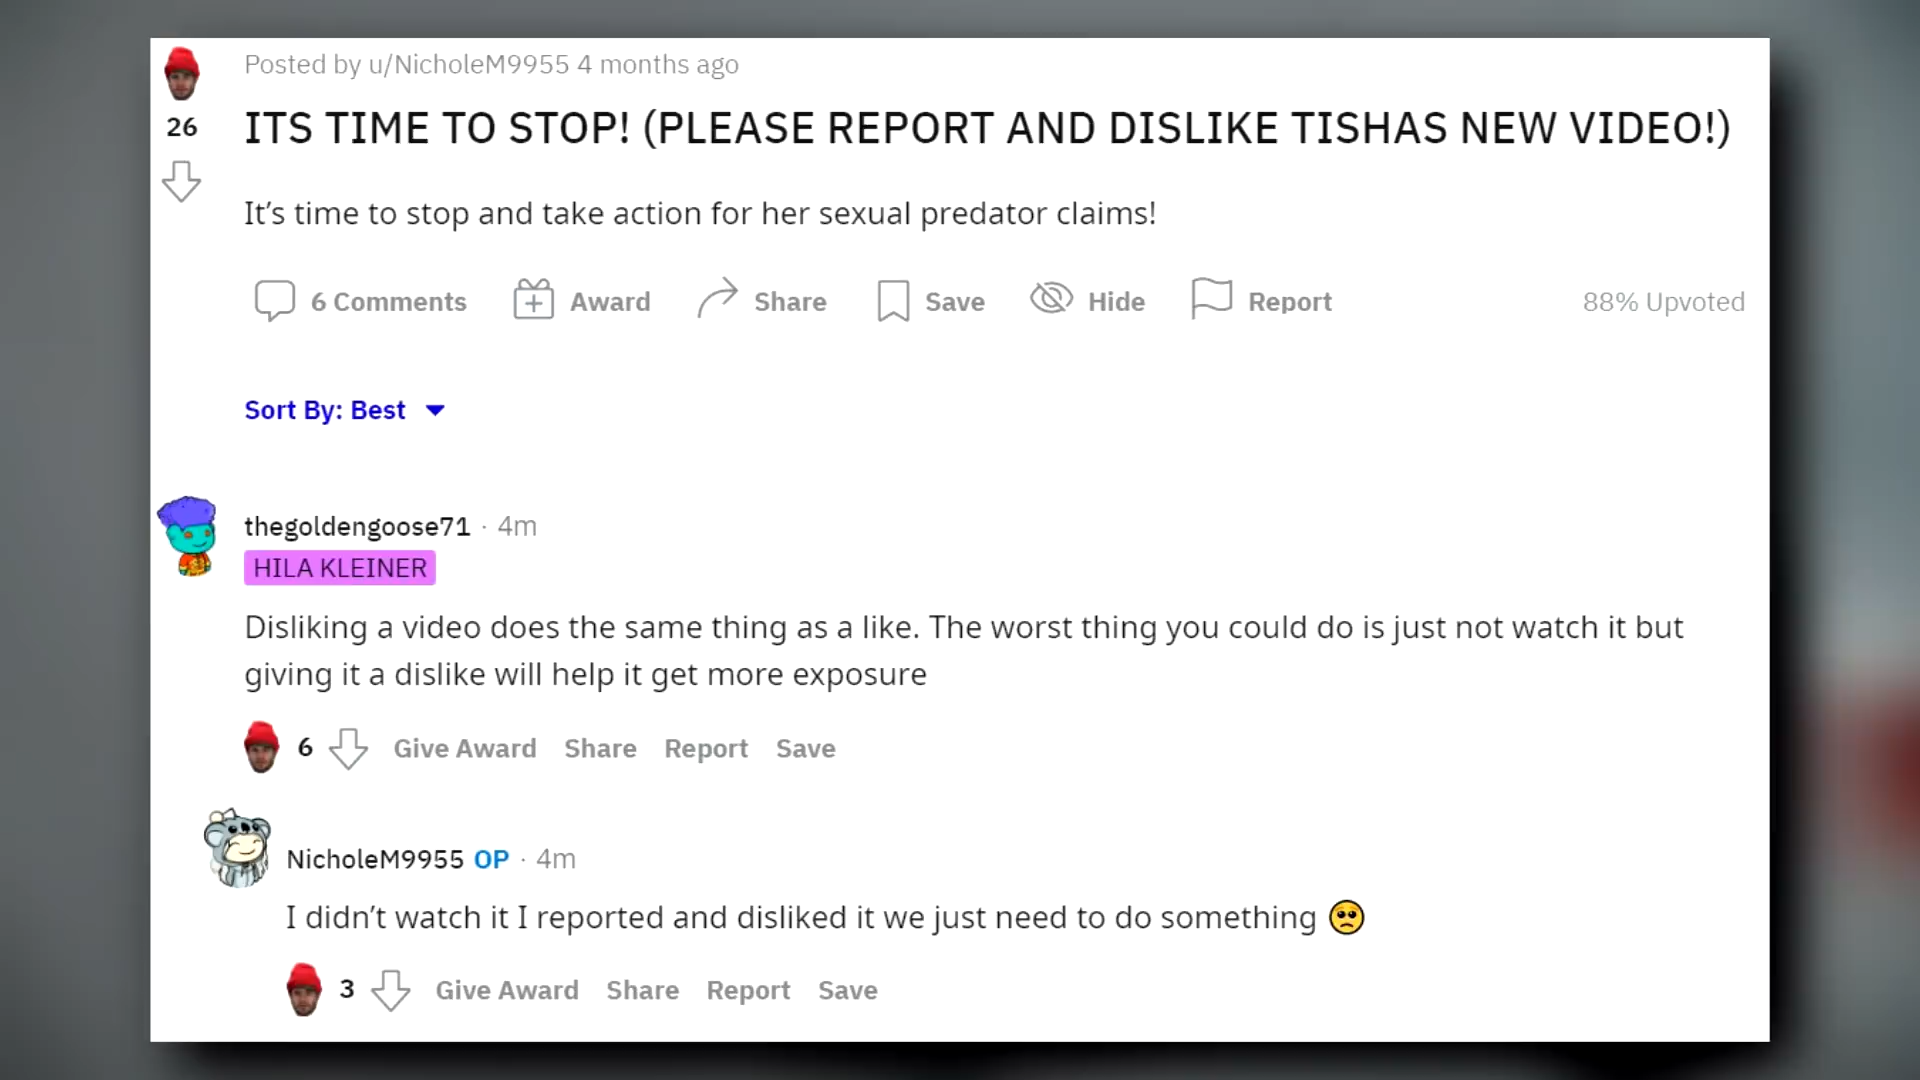 Posted by u/NicholeM9955 4 months ago
26
ITS TIME TO STOP! (PLEASE REPORT AND DISLIKE TISHAS NEW VIDEO!)
It’s time to stop and take action for her sexual predator claims!
6 Comments Award Share Save Hide Report 88% Upvoted
Sort By: Best
thegoldengoose71 · 4m
HILA KLEINER
Disliking a video does the same thing as a like. The worst thing you could do is just not watch it but
giving it a dislike will help it get more exposure
6 Give Award Share Report Save
NicholeM9955 OP · 4m
I didn’t watch it I reported and disliked it we just need to do something 🥺
3 Give Award Share Report Save